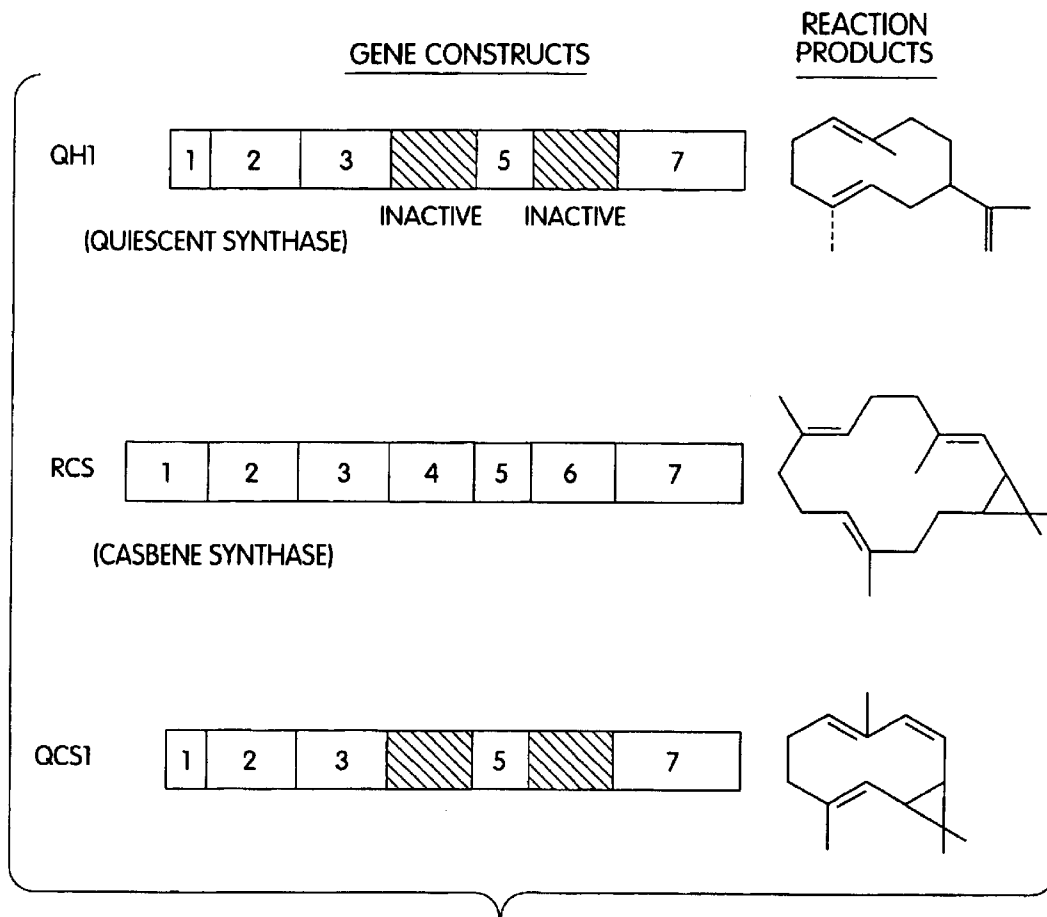 GENE CONSTRUCTS
REACTION
PRODUCTS
QH1
1 2 3 5 7
INACTIVE INACTIVE
(QUIESCENT SYNTHASE)
RCS
1 2 3 4 5 6 7
(CASBENE SYNTHASE)
QCS1
1 2 3 5 7